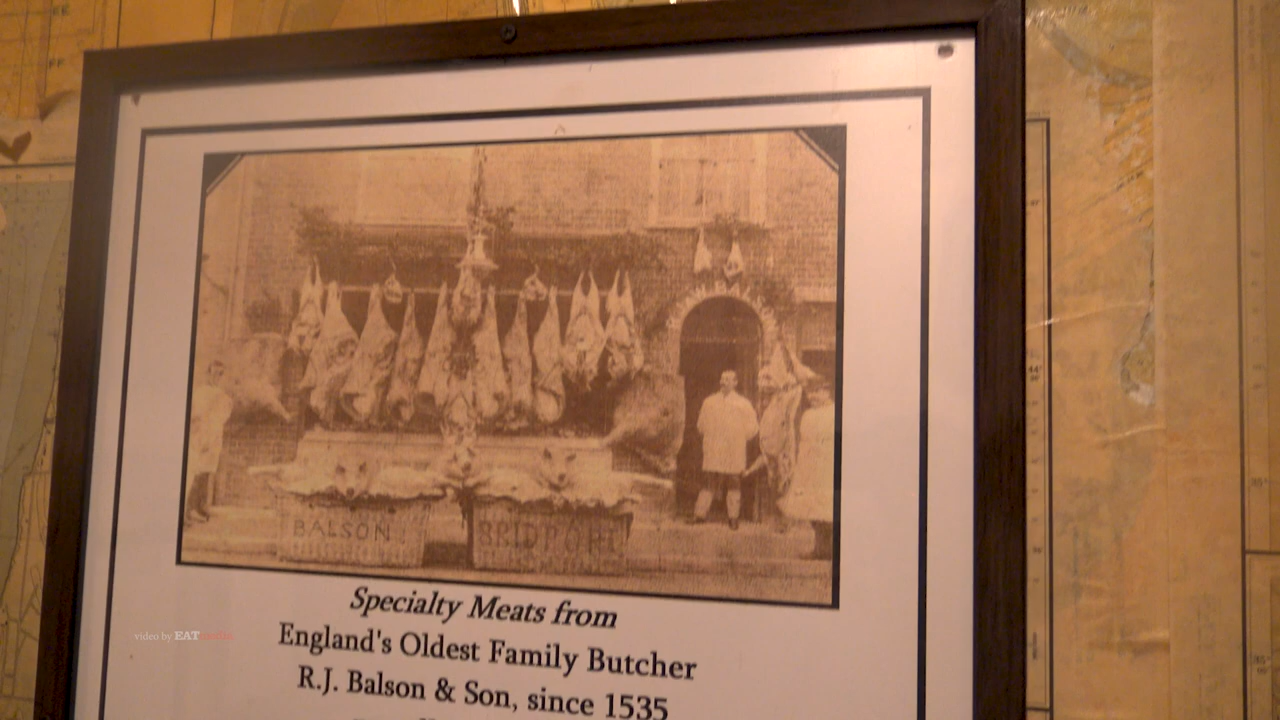 BALSON
BRIDPORT
Specialty Meats from
England's Oldest Family Butcher
R.J. Balson & Son, since 1535
video by EAT